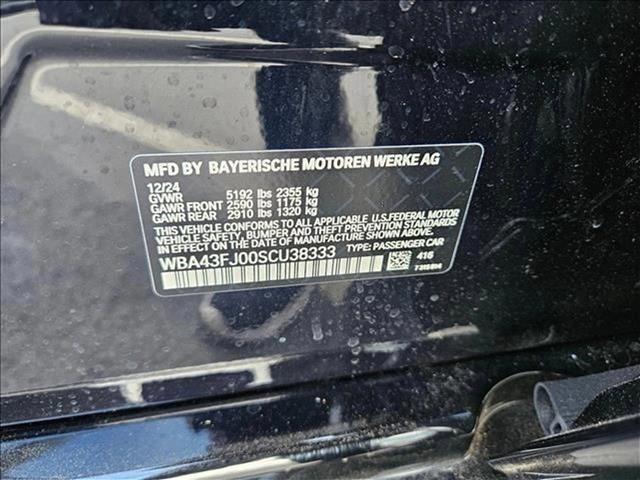 MFD BY BAYERISCHE MOTOREN WERKE AG
12/24
GVWR 5192 lbs 2355 kg
GAWR FRONT 2590 lbs 1175 kg
GAWR REAR 2910 lbs 1320 kg
THIS VEHICLE CONFORMS TO ALL APPLICABLE U.S.FEDERAL MOTOR
VEHICLE SAFETY, BUMPER, AND THEFT PREVENTION STANDARDS IN
EFFECT ON THE DATE OF MANUFACTURE SHOWN ABOVE.
WBA43FJ00SCU38333 TYPE: PASSENGER CAR
416